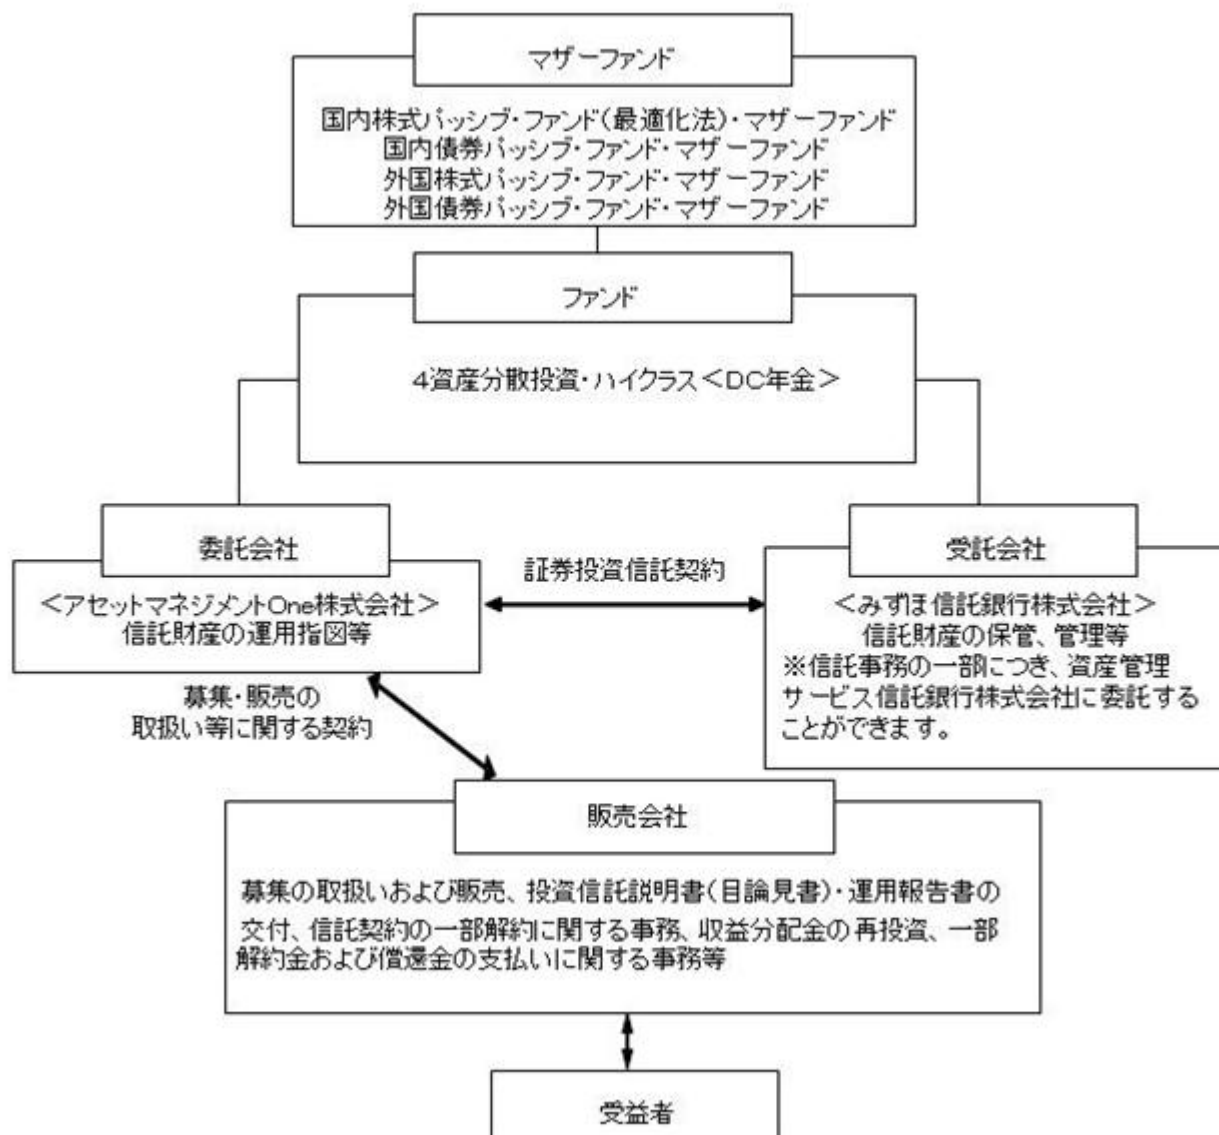 マザーファンド
国内株式パッシブ・ファンド(最適化法)・マザーファンド
国内債券パッシブ・ファンド・マザーファンド
外国株式パッシブ・ファンド・マザーファンド
外国債券パッシブ・ファンド・マザーファンド
ファンド
4資産分散投資・ハイクラス<DC年金>
委託会社
<アセットマネジメントOne株式会社>
信託財産の運用指図等
証券投資信託契約
受託会社
<みずほ信託銀行株式会社>
信託財産の保管、管理等
※信託事務の一部につき、資産管理
サービス信託銀行株式会社に委託する
ことができます。
募集・販売の
取扱い等に関する契約
販売会社
募集の取扱いおよび販売、投資信託説明書(目論見書)・運用報告書の
交付、信託契約の一部解約に関する事務、収益分配金の再投資、一部
解約金および償還金の支払いに関する事務等
受益者